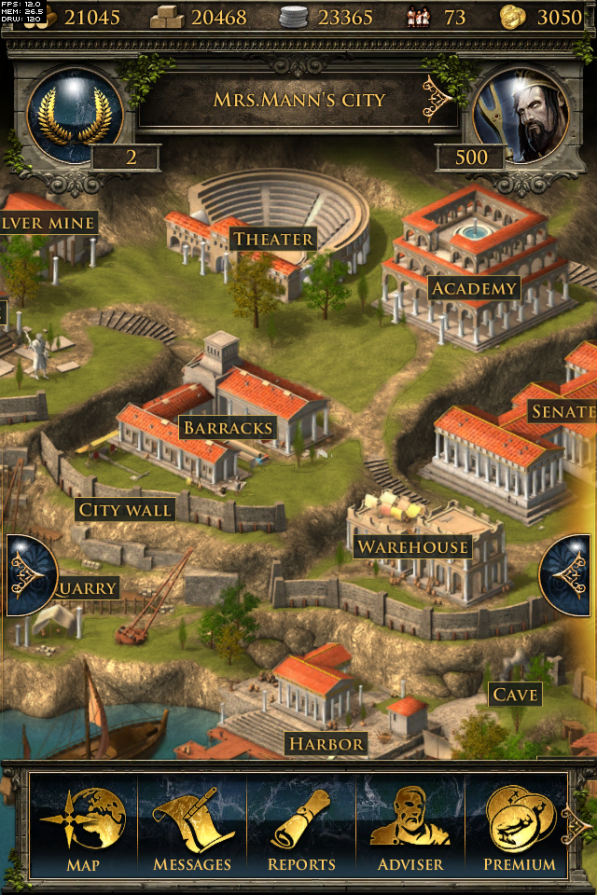 FPS: 12.0
MEM: 26.5
DRW: 120
21045 20468 23365 73 3050
Mrs.Mann's city
2 500
LVER MINE
THEATER
ACADEMY
BARRACKS
SENATE
CITY WALL
WAREHOUSE
QUARRY
CAVE
HARBOR
MAP MESSAGES REPORTS ADVISER PREMIUM